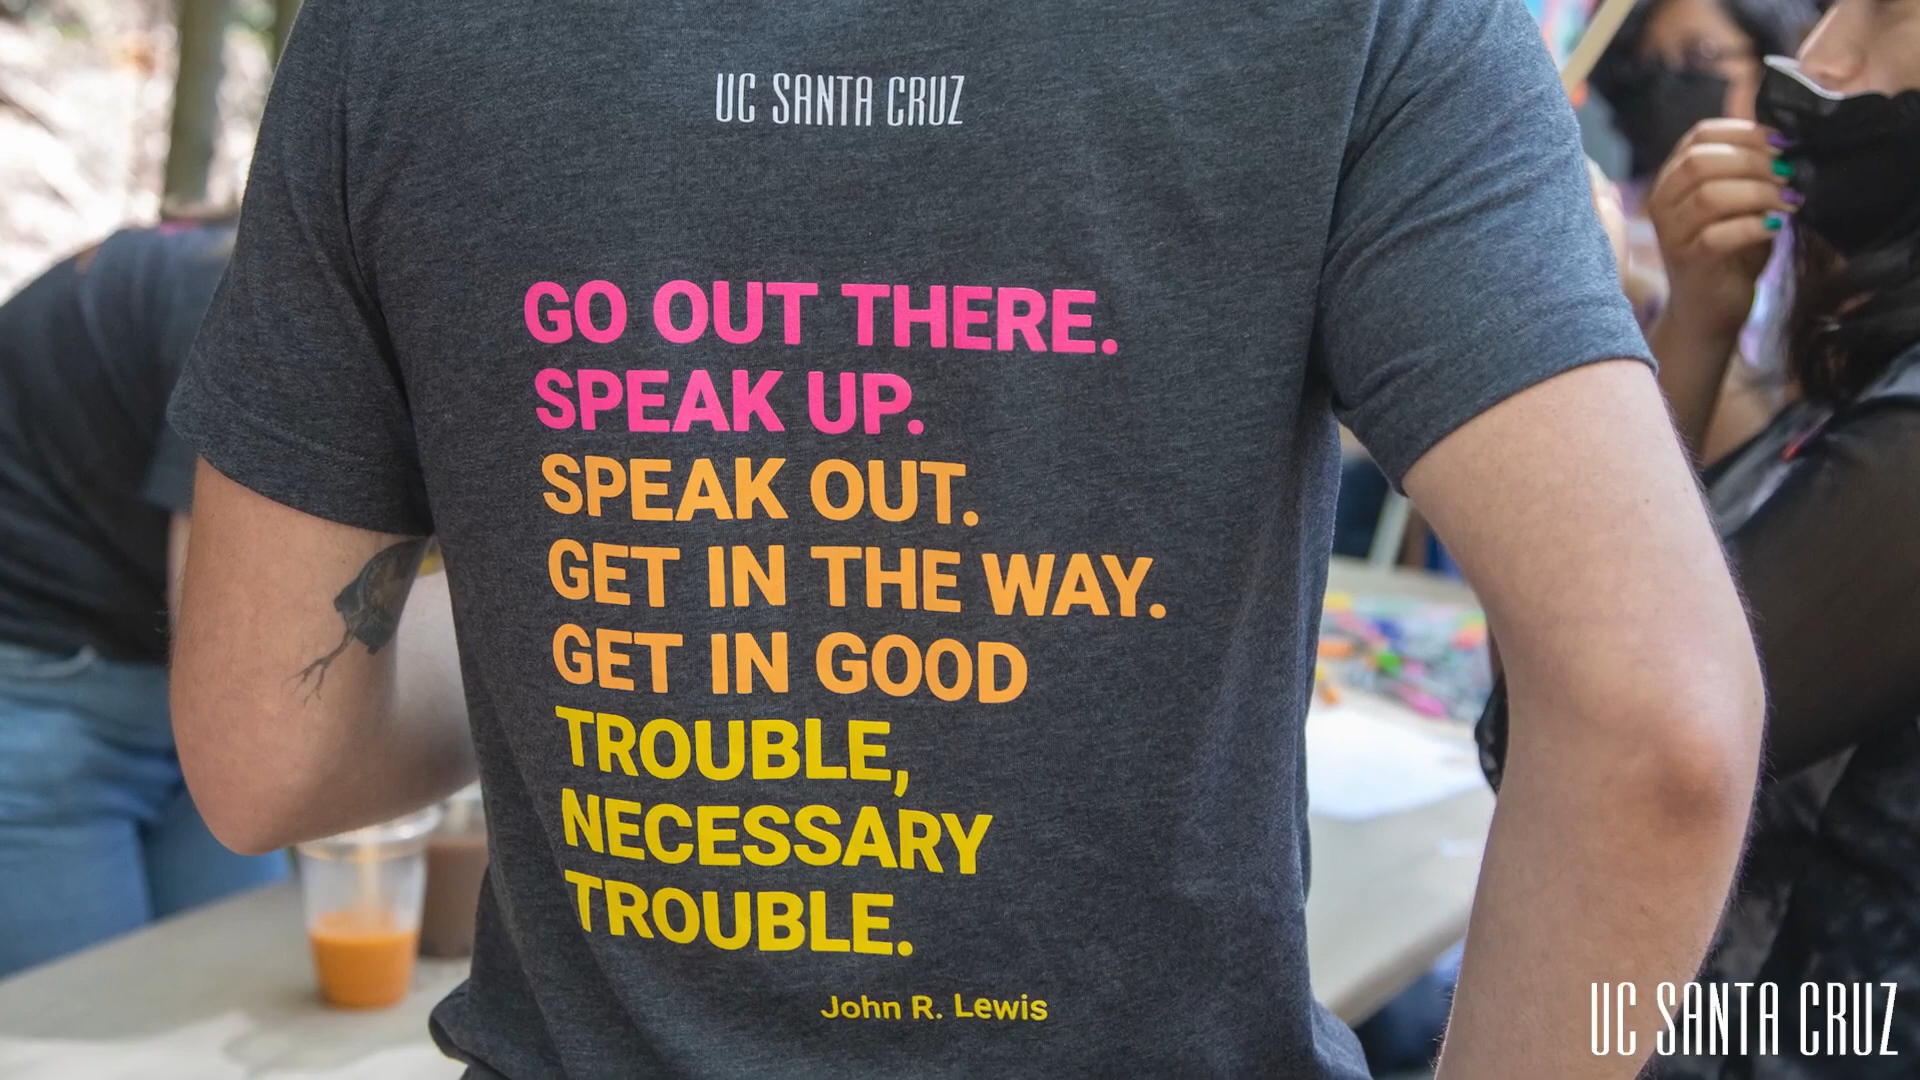 UC SANTA CRUZ
GO OUT THERE.
SPEAK UP.
SPEAK OUT.
GET IN THE WAY.
GET IN GOOD
TROUBLE,
NECESSARY
TROUBLE.
John R. Lewis
UC SANTA CRUZ